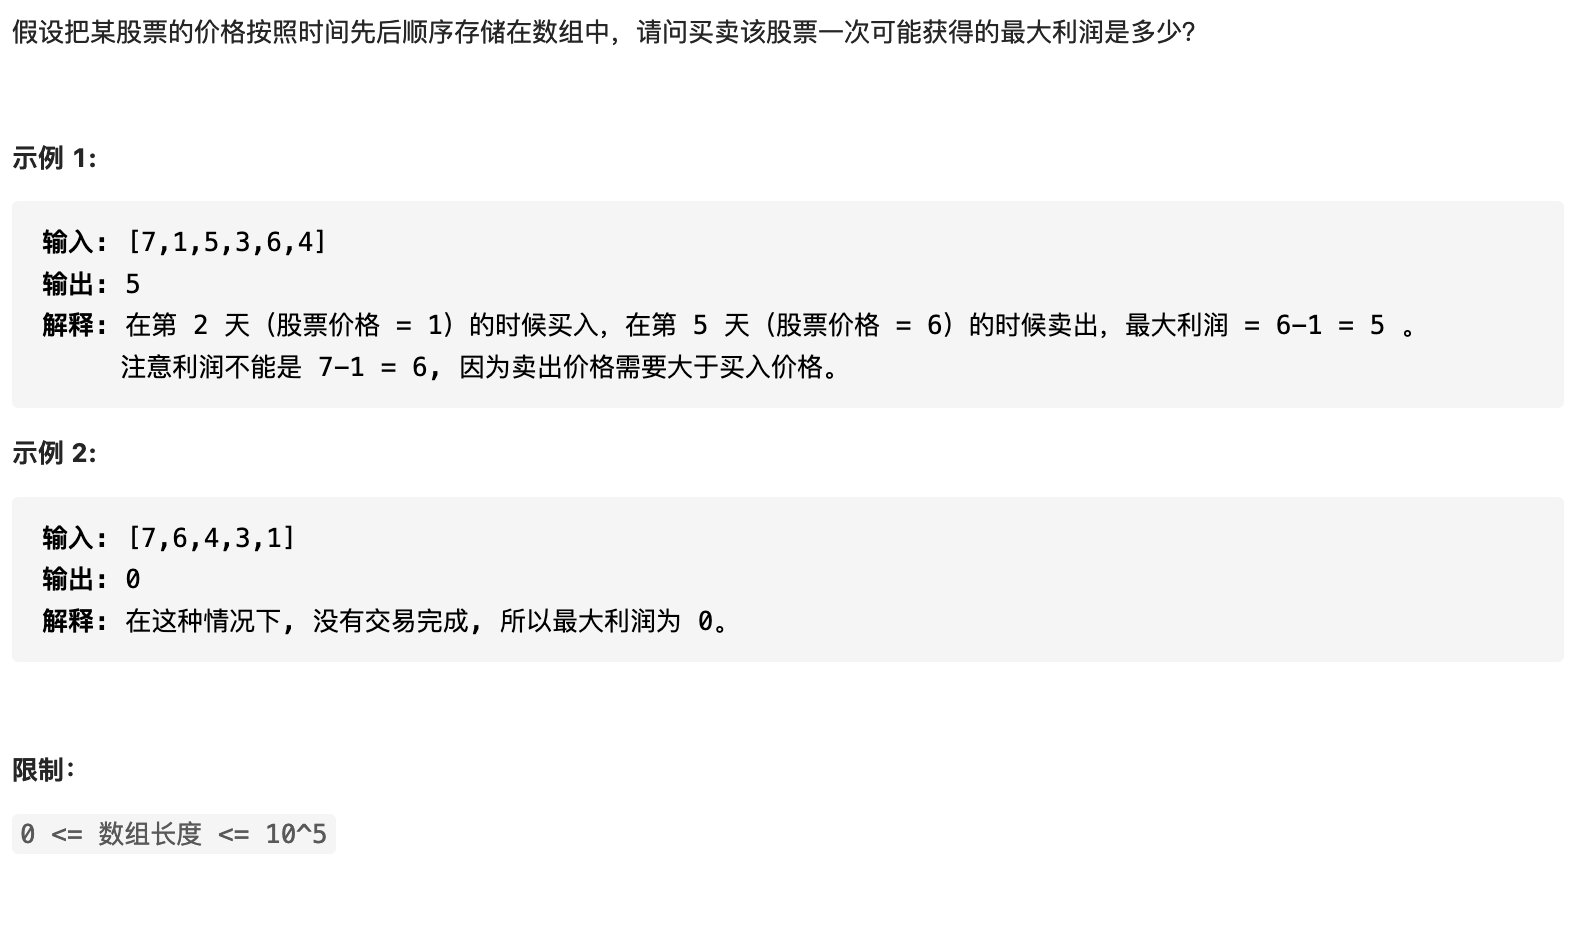 假设把某股票的价格按照时间先后顺序存储在数组中，请问买卖该股票一次可能获得的最大利润是多少？
示例 1:
输入: [7,1,5,3,6,4]
输出: 5
解释: 在第 2 天（股票价格 = 1）的时候买入，在第 5 天（股票价格 = 6）的时候卖出，最大利润 = 6-1 = 5 。
注意利润不能是 7-1 = 6, 因为卖出价格需要大于买入价格。
示例 2:
输入: [7,6,4,3,1]
输出: 0
解释: 在这种情况下, 没有交易完成, 所以最大利润为 0。
限制：
0 <= 数组长度 <= 10^5